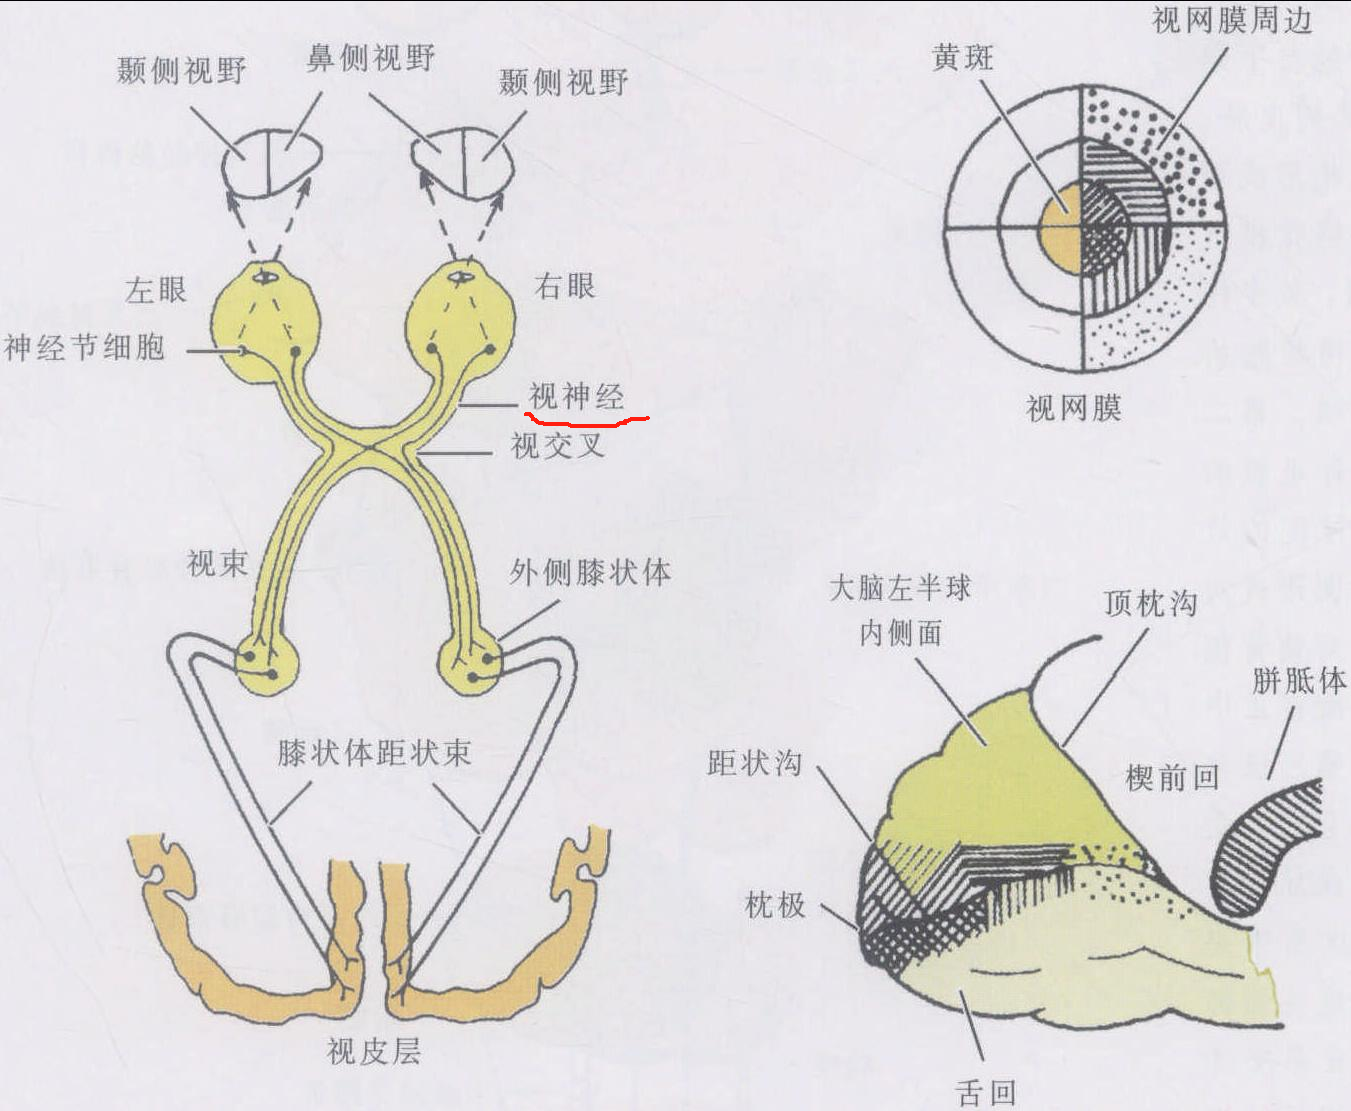 颞侧视野
鼻侧视野
颞侧视野
左眼
右眼
神经节细胞
视神经
视交叉
视束
外侧膝状体
膝状体距状束
视皮层
黄斑
视网膜周边
视网膜
大脑左半球
内侧面
顶枕沟
胼胝体
距状沟
楔前回
枕极
舌回